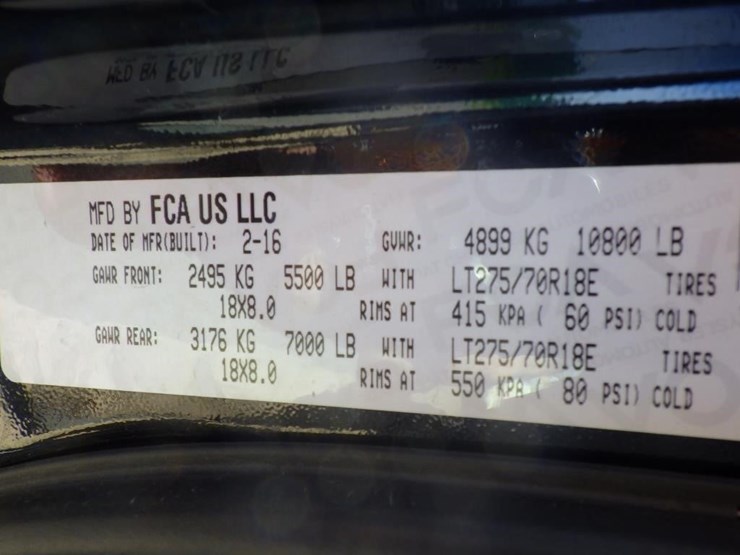 MFD BY FCA US LLC
MFD BY FCA US LLC
DATE OF MFR(BUILT): 2-16 GVWR: 4899 KG 10800 LB
GAWR FRONT: 2495 KG 5500 LB WITH LT275/70R18E TIRES
18X8.0 RIMS AT 415 KPA ( 60 PSI) COLD
GAWR REAR: 3176 KG 7000 LB WITH LT275/70R18E TIRES
18X8.0 RIMS AT 550 KPA ( 80 PSI) COLD